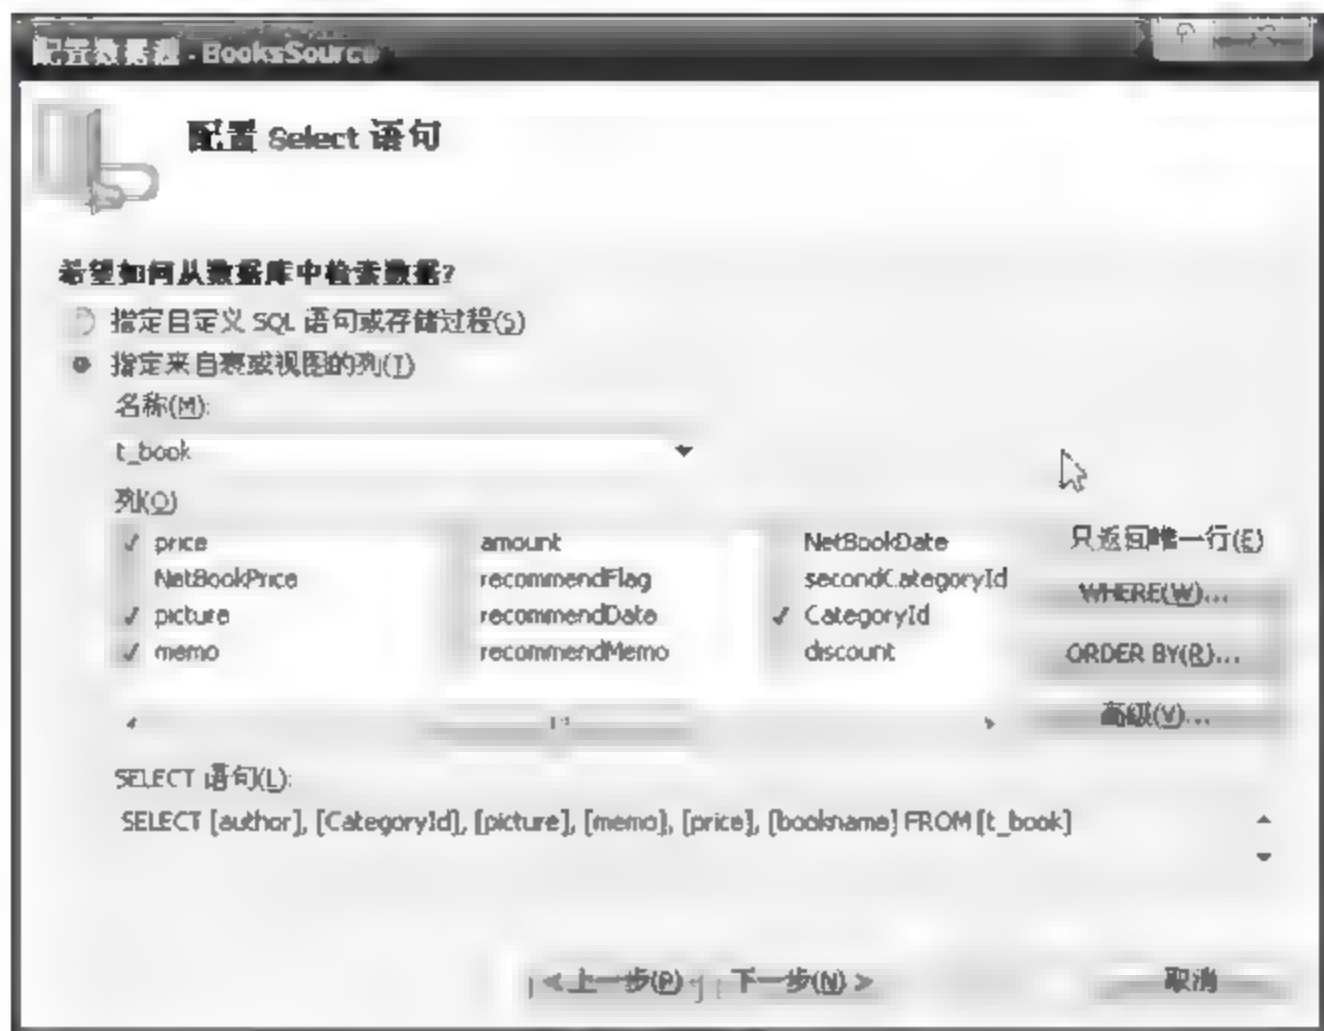 配置数据源 - BooksSource
配置 Select 语句
希望如何从数据库中检索数据?
指定自定义 SQL 语句或存储过程(S)
指定来自表或视图的列(T)
名称(M):
t_book
列(O)
price amount NetBookDate 只返回唯一行(E)
NetBookPrice recommendFlag secondCategoryId WHERE(W)...
picture recommendDate CategoryId
memo recommendMemo discount ORDER BY(R)...
高级(V)...
SELECT 语句(L):
SELECT [author], [CategoryId], [picture], [memo], [price], [bookname] FROM [t_book]
< 上一步(P) 下一步(N) > 取消